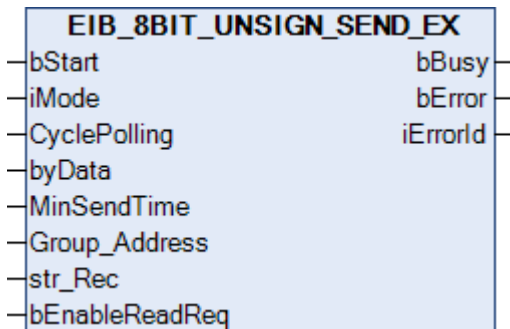 EIB_8BIT_UNSIGN_SEND_EX
bStart bBusy
iMode bError
CyclePolling iErrorId
byData
MinSendTime
Group_Address
str_Rec
bEnableReadReq